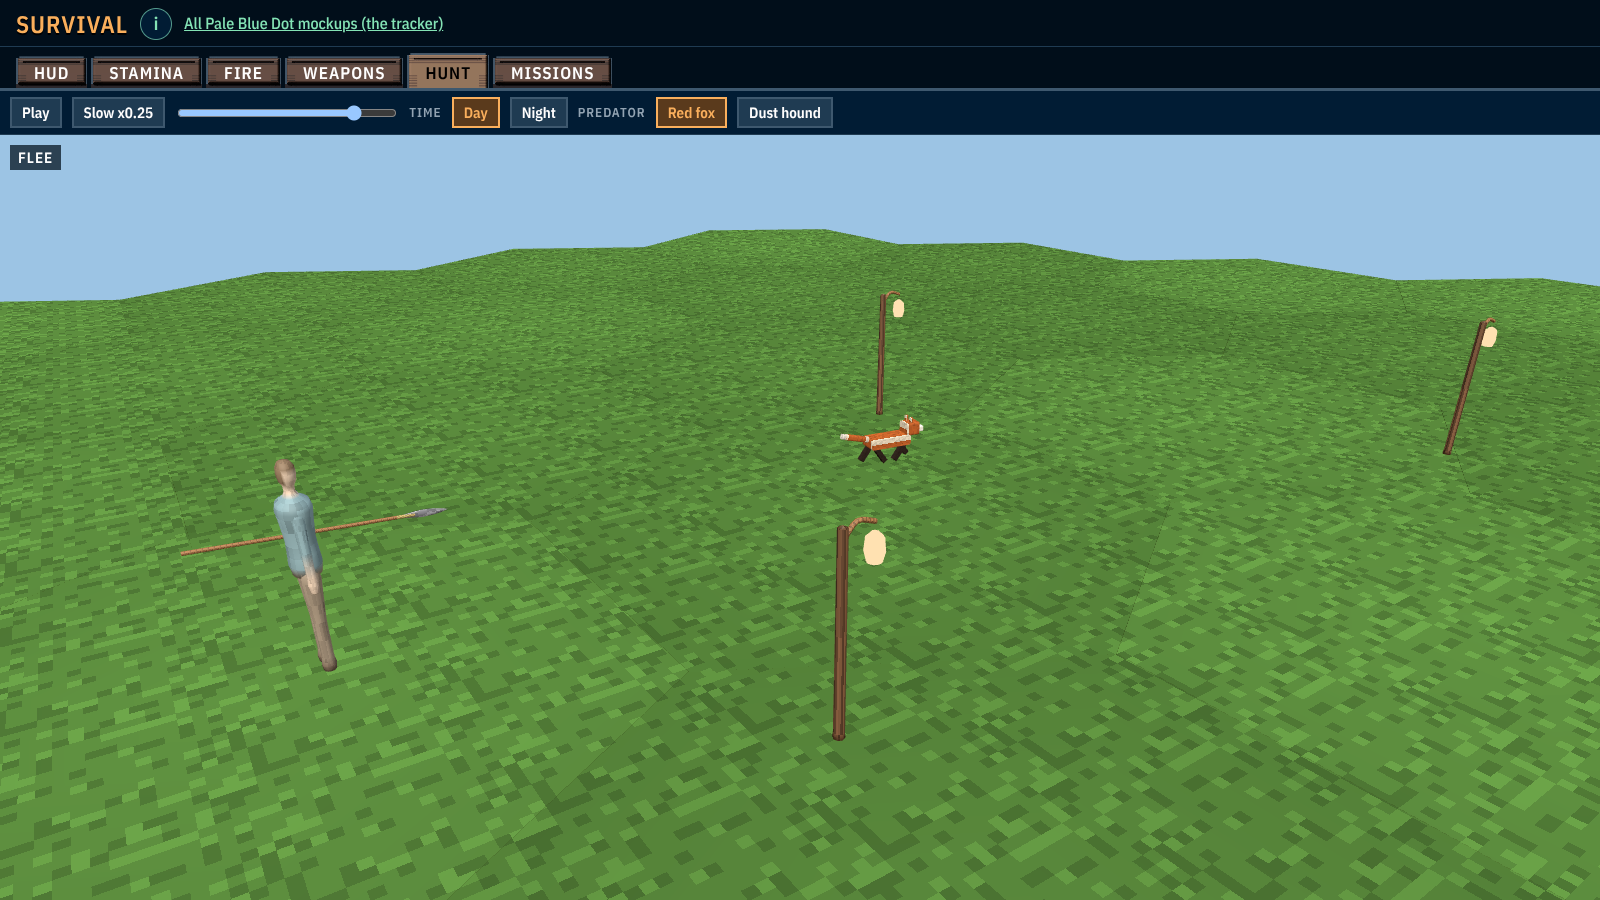 SURVIVAL i All Pale Blue Dot mockups (the tracker)
HUD STAMINA FIRE WEAPONS HUNT MISSIONS
Play Slow x0.25 TIME Day Night PREDATOR Red fox Dust hound
FLEE